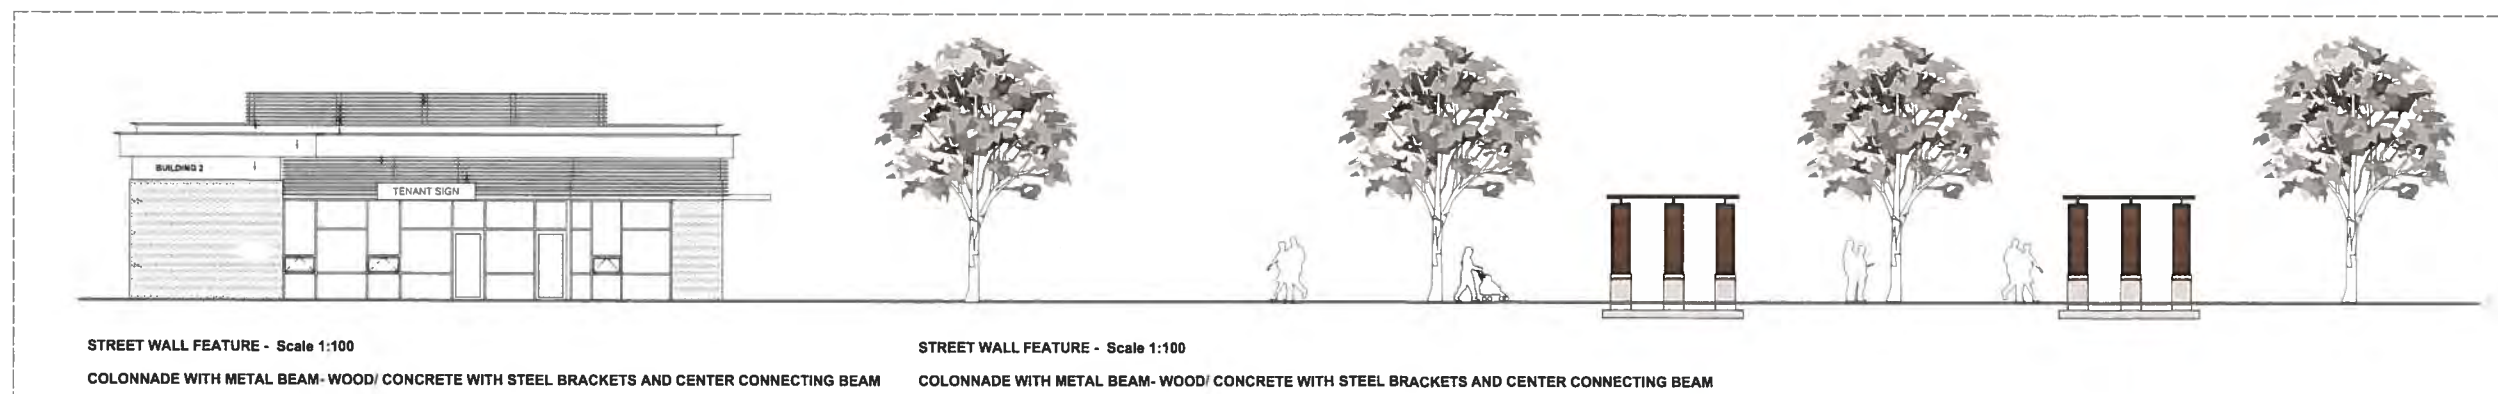 BUILDING 2
TENANT SIGN
STREET WALL FEATURE - Scale 1:100
COLONNADE WITH METAL BEAM- WOOD/ CONCRETE WITH STEEL BRACKETS AND CENTER CONNECTING BEAM
STREET WALL FEATURE - Scale 1:100
COLONNADE WITH METAL BEAM- WOOD/ CONCRETE WITH STEEL BRACKETS AND CENTER CONNECTING BEAM